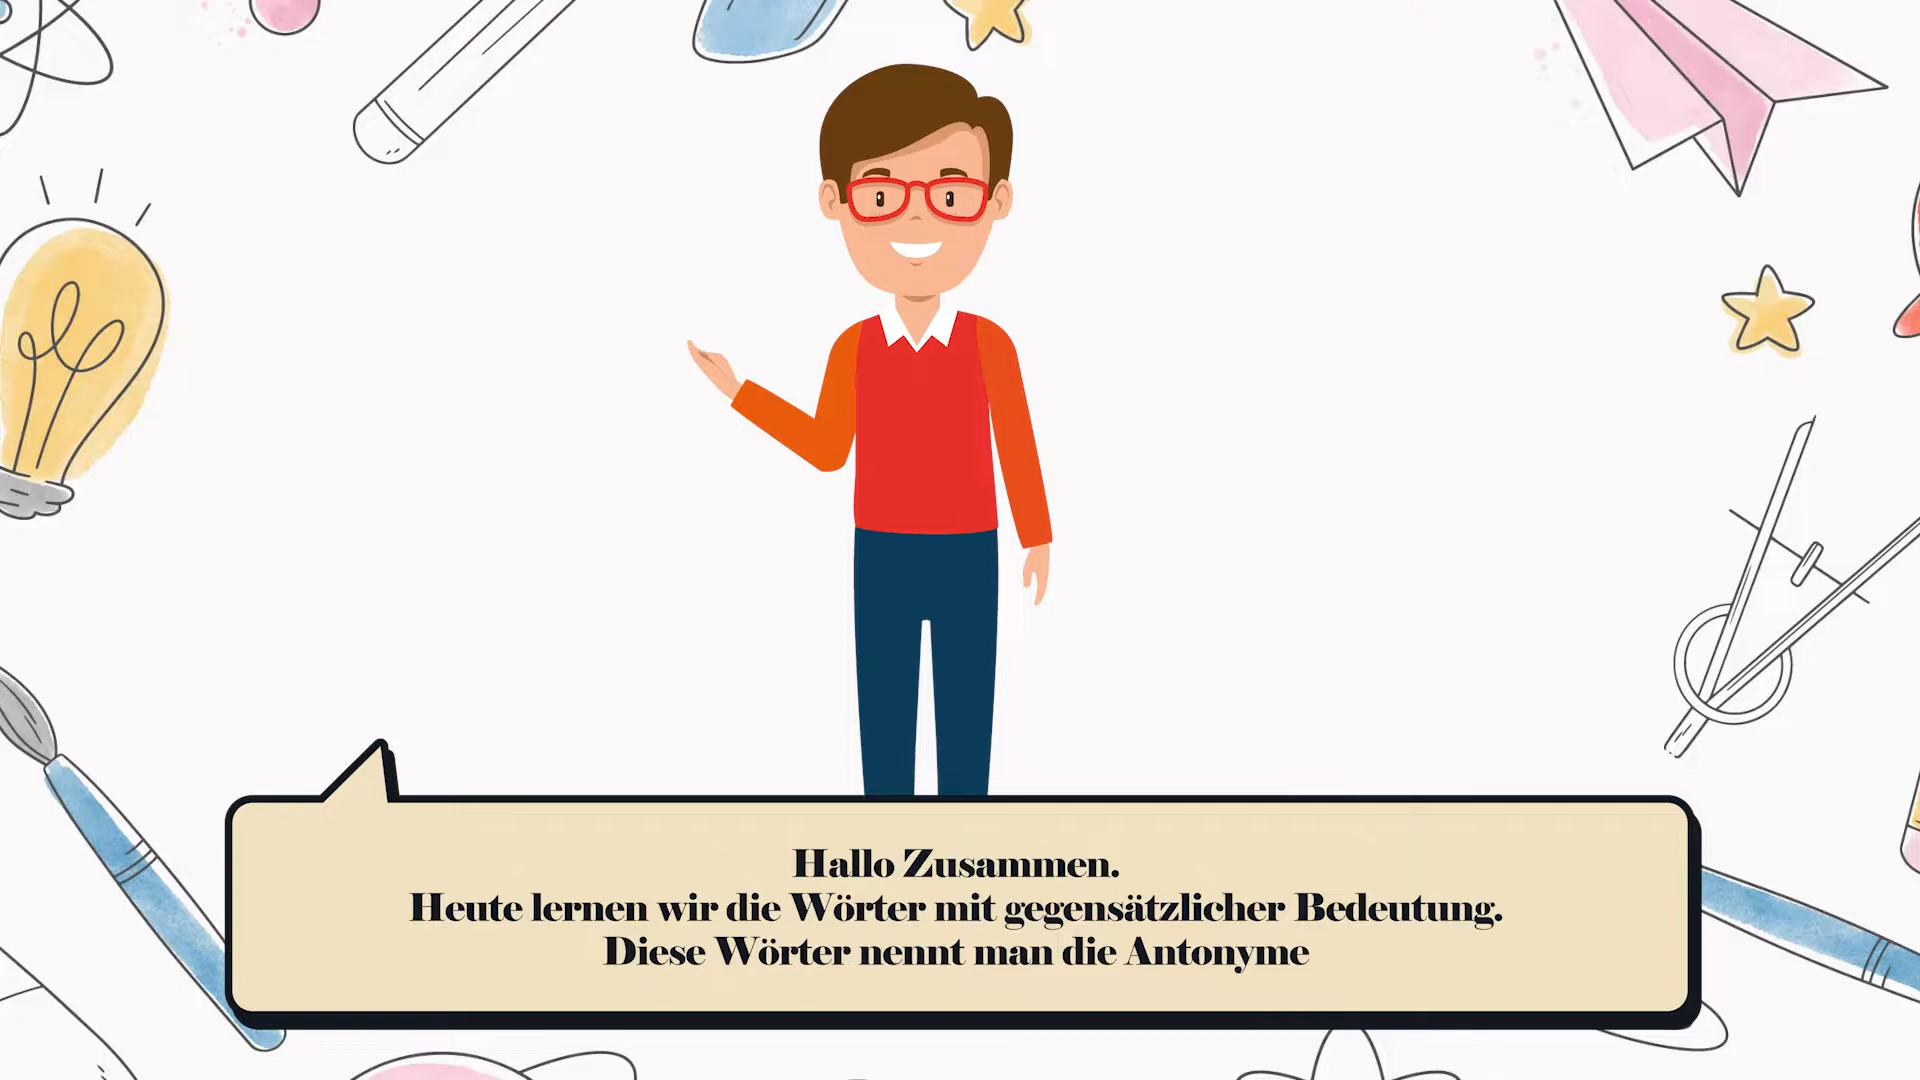 Hallo Zusammen.
Heute lernen wir die Wörter mit gegensätzlicher Bedeutung.
Diese Wörter nennt man die Antonyme